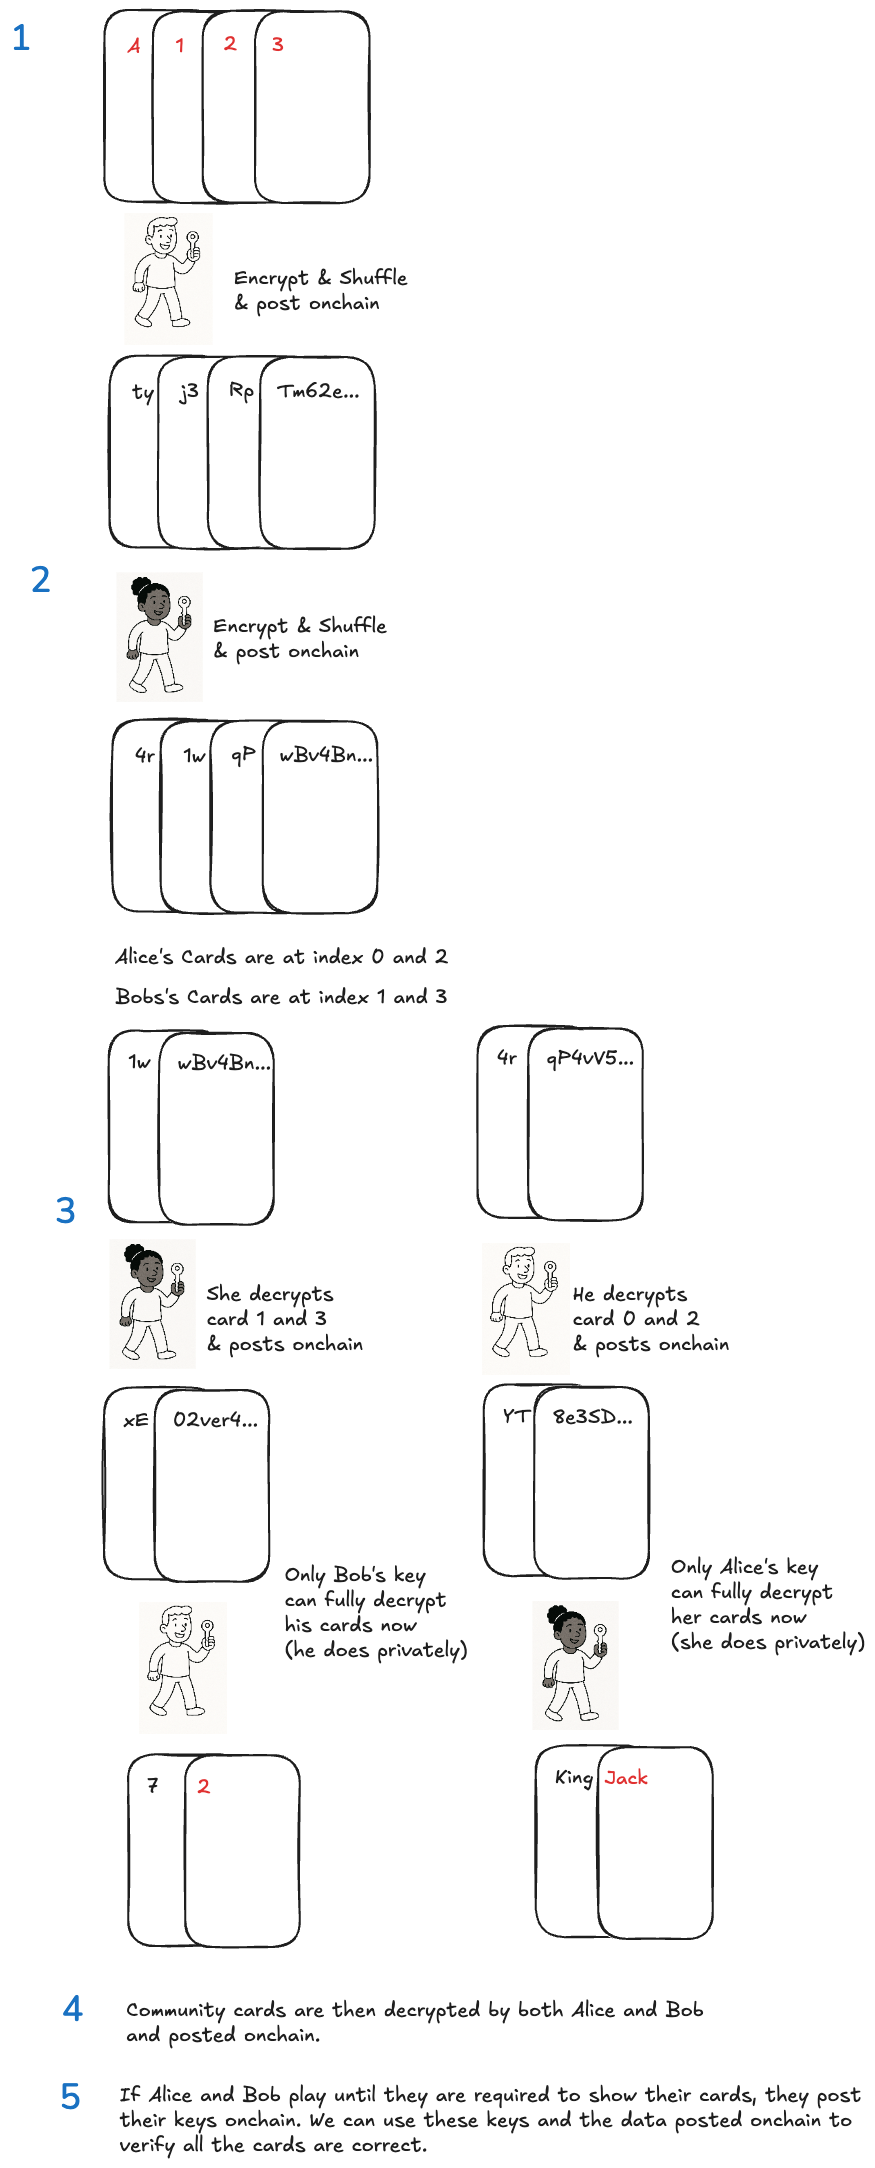 1
A 1 2 3
Encrypt & Shuffle
& post onchain
ty j3 Rp Tm62e...
2
Encrypt & Shuffle
& post onchain
4r 1w qP wBv4Bn...
Alice's Cards are at index 0 and 2
Bobs's Cards are at index 1 and 3
1w wBv4Bn...
4r qP4vV5...
3
She decrypts
card 1 and 3
& posts onchain
He decrypts
card 0 and 2
& posts onchain
xE 02ver4...
YT 8e3SD...
Only Bob's key
can fully decrypt
his cards now
(he does privately)
Only Alice's key
can fully decrypt
her cards now
(she does privately)
7 2
King Jack
4
Community cards are then decrypted by both Alice and Bob
and posted onchain.
5
If Alice and Bob play until they are required to show their cards, they post
their keys onchain. We can use these keys and the data posted onchain to
verify all the cards are correct.